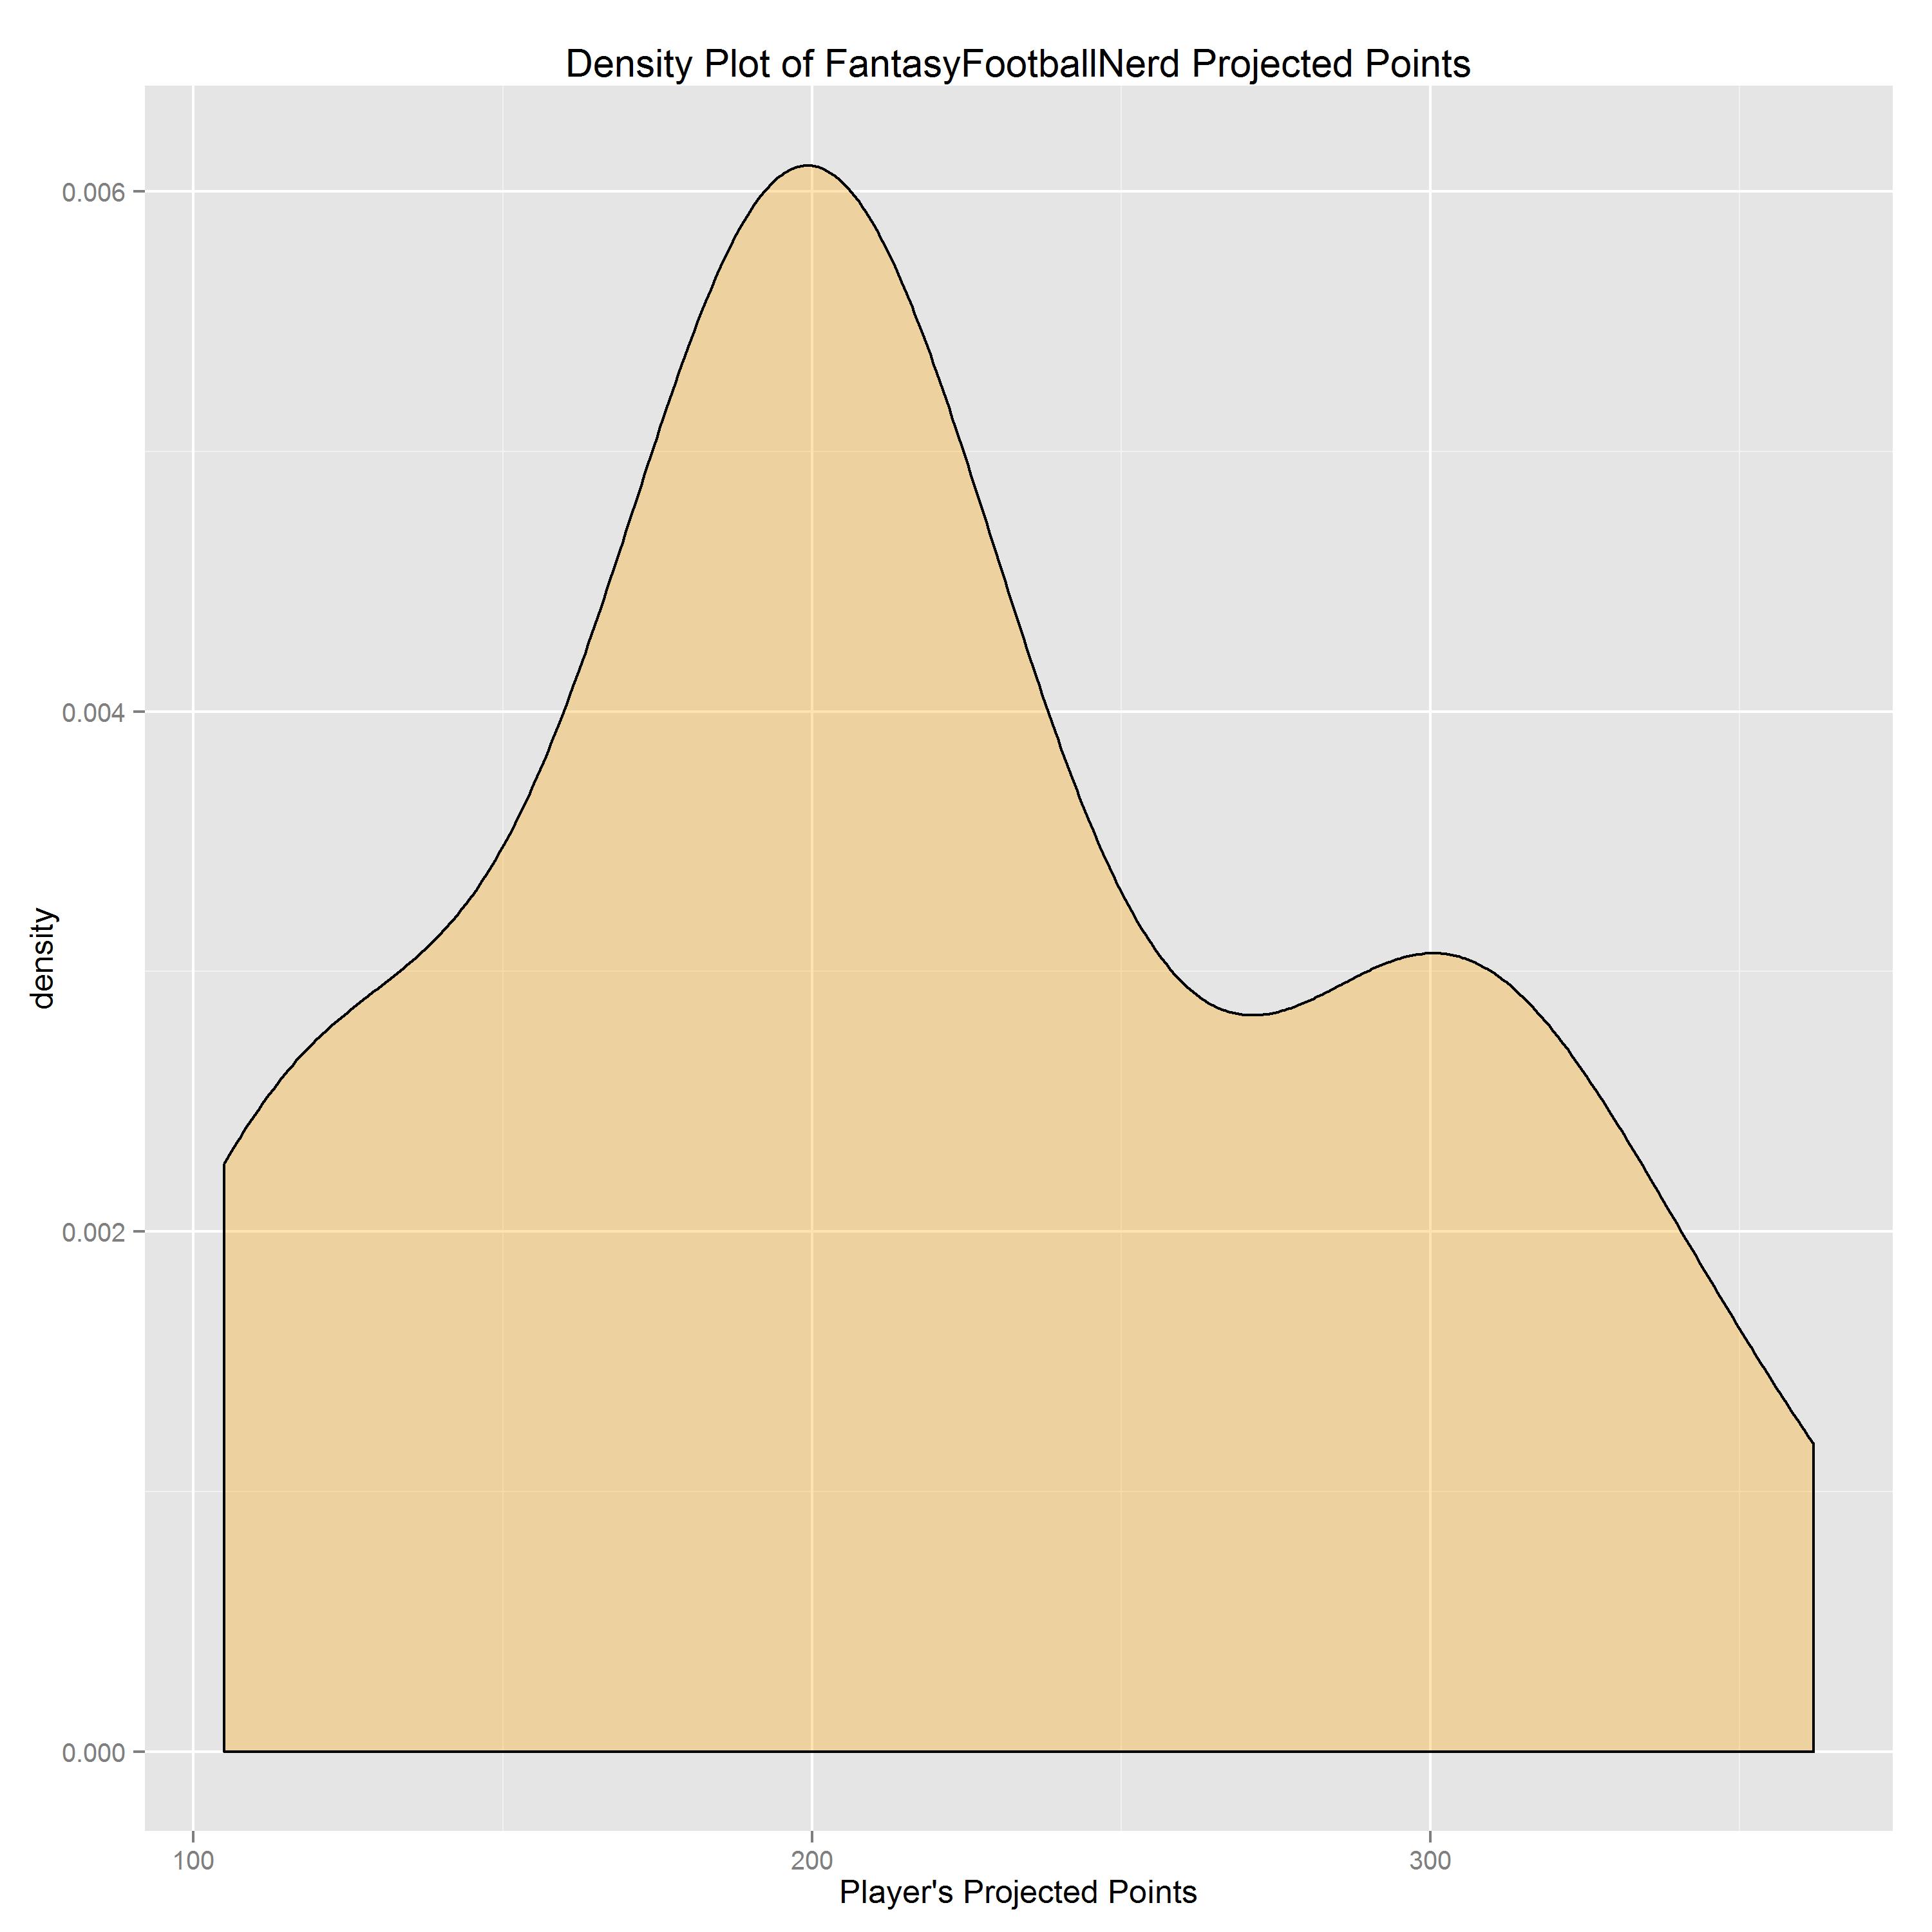 Density Plot of FantasyFootballNerd Projected Points
density
0.006
0.004
0.002
0.000
100 200 300
Player's Projected Points